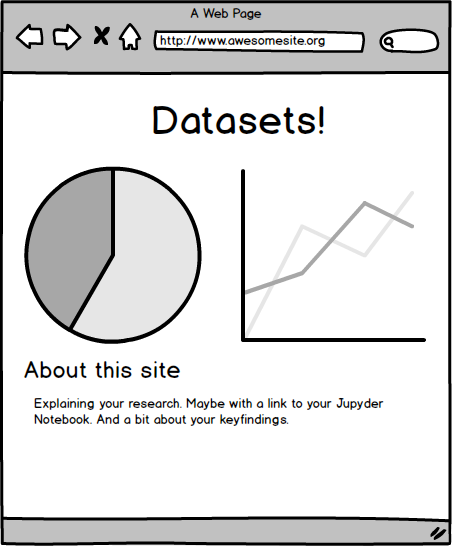 A Web Page
http://www.awesomesite.org
Datasets!
About this site
Explaining your research. Maybe with a link to your Jupyder
Notebook. And a bit about your keyfindings.